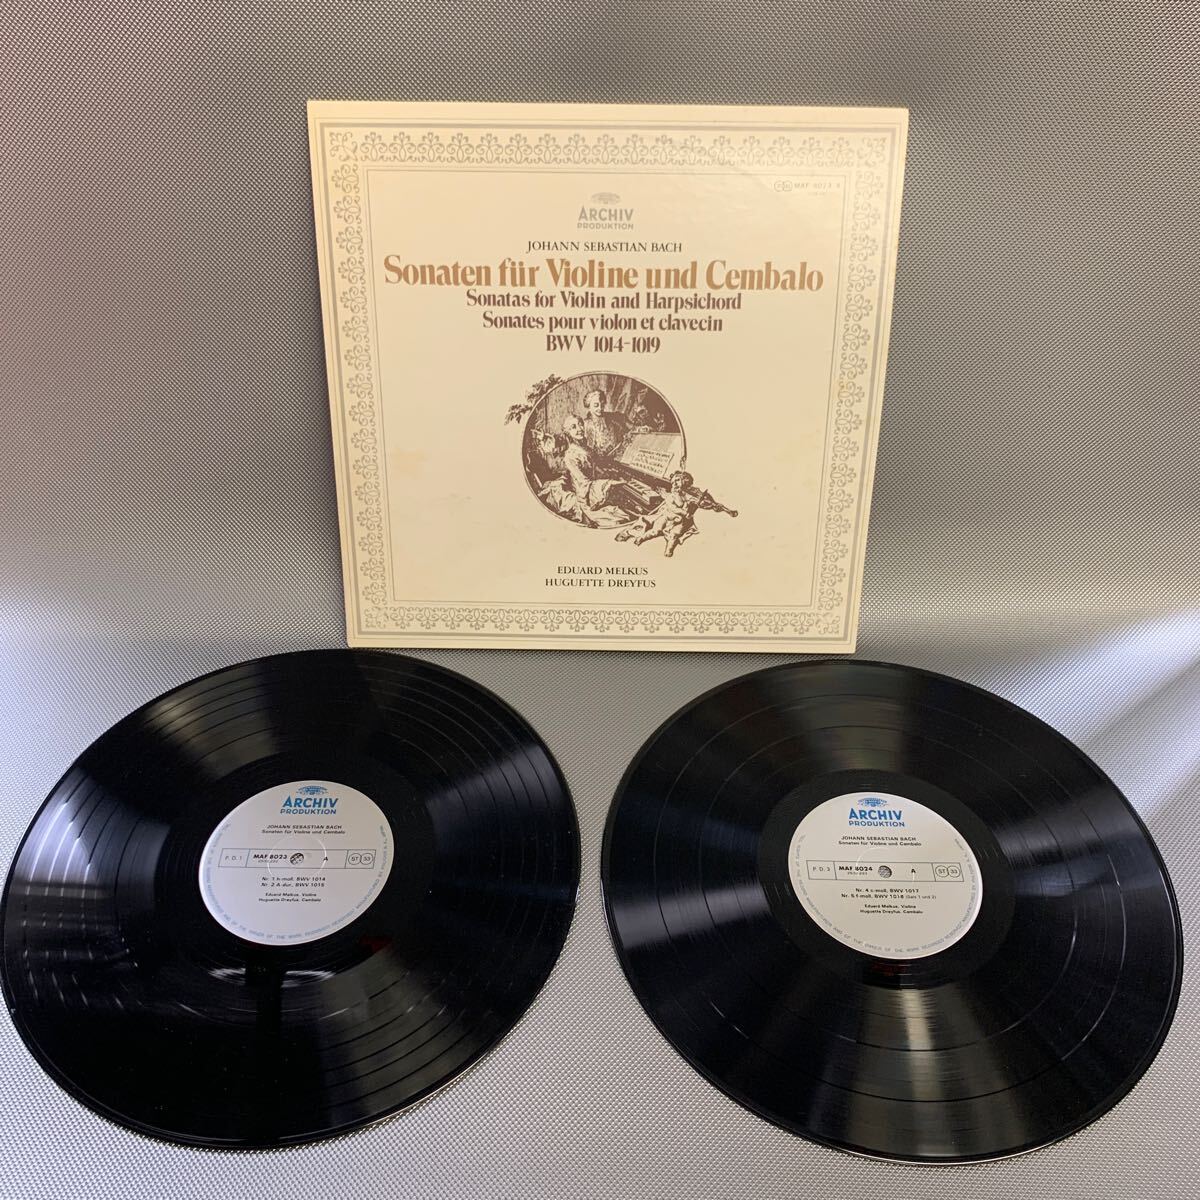 MAF 8023
ARCHIV
PRODUKTION
JOHANN SEBASTIAN BACH
Sonaten für Violine und Cembalo
Sonatas for Violin and Harpsichord
Sonates pour violon et clavecin
BWV 1014-1019
EDUARD MELKUS
HUGUETTE DREYFUS
ARCHIV
PRODUKTION
JOHANN SEBASTIAN BACH
Sonaten für Violine und Cembalo
P.D. 1 MAF 8023 A ST 33
Nr. 1 h-moll, BWV 1014
Nr. 2 A-dur, BWV 1015
Eduard Melkus, Violine
Huguette Dreyfus, Cembalo
ARCHIV
PRODUKTION
JOHANN SEBASTIAN BACH
Sonaten für Violine und Cembalo
P.D. 3 MAF 8024 A ST 33
Nr. 4 c-moll, BWV 1017
Nr. 5 f-moll, BWV 1018 (Satz 1 und 2)
Eduard Melkus, Violine
Huguette Dreyfus, Cembalo